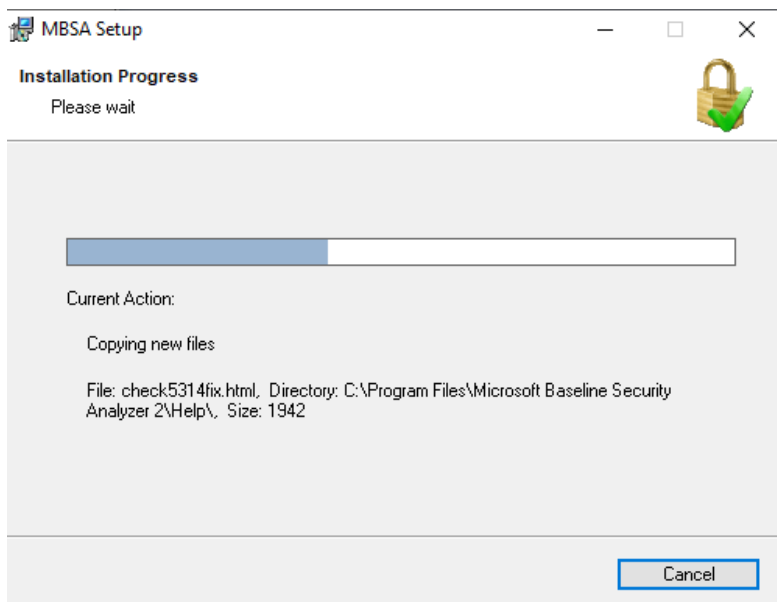 MBSA Setup
Installation Progress
Please wait
Current Action:
Copying new files
File: check5314fix.html, Directory: C:\Program Files\Microsoft Baseline Security
Analyzer 2\Help\, Size: 1942
Cancel